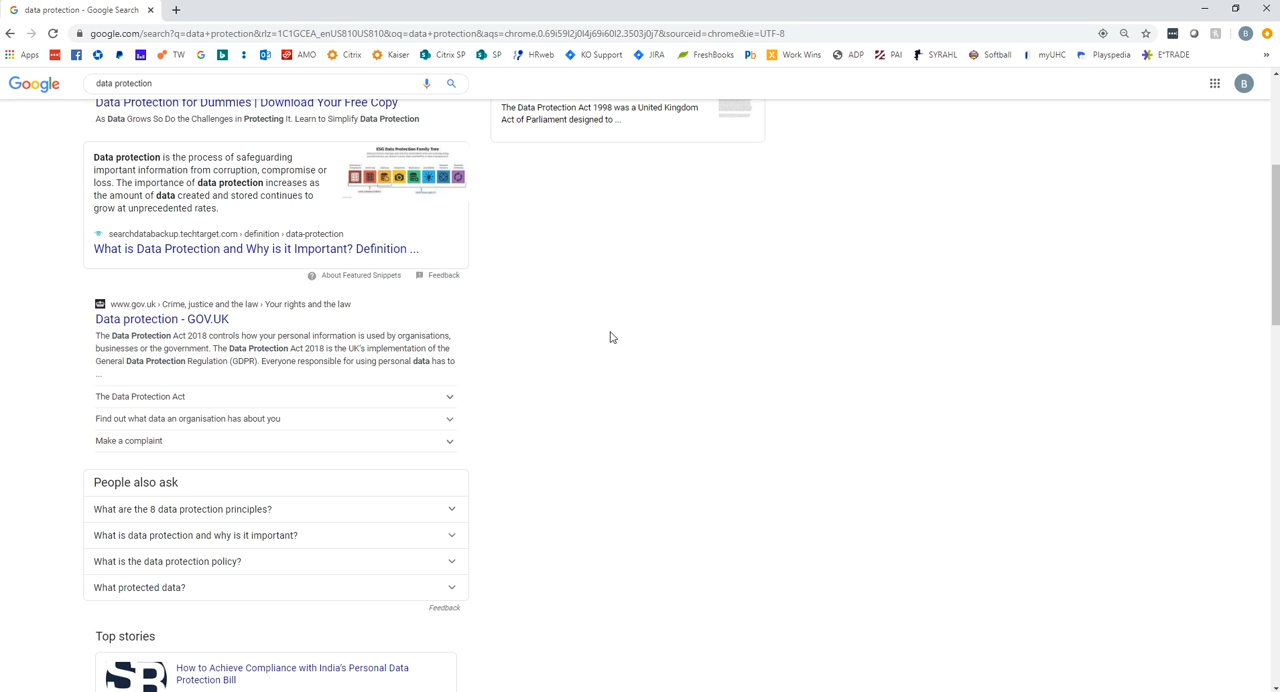 data protection - Google Search
google.com/search?q=data+protection&rlz=1C1GCEA_enUS810US810&oq=data+protection&aqs=chrome.0.69i59l2j0l4j69i60l2.3503j0j7&sourceid=chrome&ie=UTF-8
B
Apps TW AMO Citrix Kaiser Citrix SP SP HRweb KO Support JIRA FreshBooks Work Wins ADP PAI SYRAHL Softball myUHC Playspedia E*TRADE »
Google data protection B
Data Protection for Dummies | Download Your Free Copy
As Data Grows So Do the Challenges in Protecting It. Learn to Simplify Data Protection
The Data Protection Act 1998 was a United Kingdom
Act of Parliament designed to ...
Data protection is the process of safeguarding
important information from corruption, compromise or
loss. The importance of data protection increases as
the amount of data created and stored continues to
grow at unprecedented rates.
ESG Data Protection Family Tree
searchdatabackup.techtarget.com › definition › data-protection
What is Data Protection and Why is it Important? Definition ...
About Featured Snippets Feedback
www.gov.uk › Crime, justice and the law › Your rights and the law
Data protection - GOV.UK
The Data Protection Act 2018 controls how your personal information is used by organisations,
businesses or the government. The Data Protection Act 2018 is the UK's implementation of the
General Data Protection Regulation (GDPR). Everyone responsible for using personal data has to
...
The Data Protection Act
Find out what data an organisation has about you
Make a complaint
People also ask
What are the 8 data protection principles?
What is data protection and why is it important?
What is the data protection policy?
What protected data?
Feedback
Top stories
How to Achieve Compliance with India's Personal Data
Protection Bill